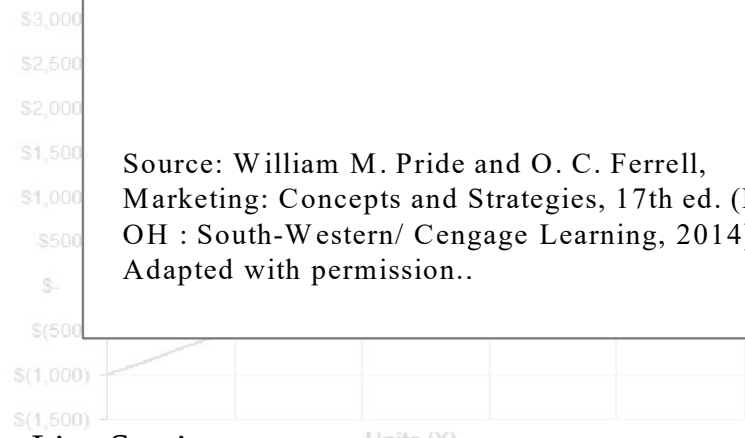 $3,000
$2,500
$2,000
$1,500
$1,000
$500
$-
$(500
$(1,000)
$(1,500)
Source: William M. Pride and O. C. Ferrell,
Marketing: Concepts and Strategies, 17th ed. (
OH : South-Western/ Cengage Learning, 2014)
Adapted with permission..